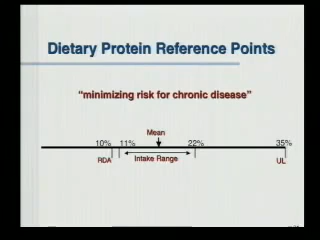 Dietary Protein Reference Points
“minimizing risk for chronic disease”
Mean
10% 11% 22% 35%
RDA Intake Range UL